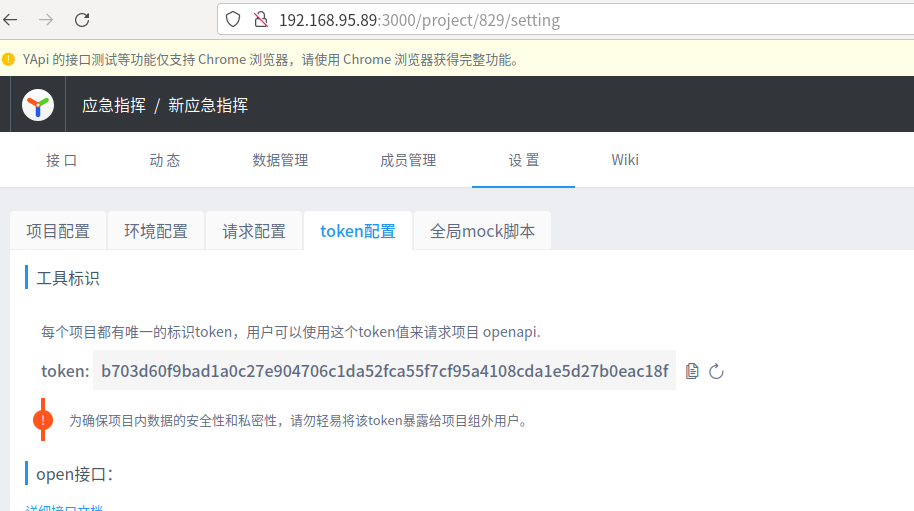 192.168.95.89:3000/project/829/setting
YApi 的接口测试等功能仅支持 Chrome 浏览器，请使用 Chrome 浏览器获得完整功能。
应急指挥 / 新应急指挥
接 口 动 态 数据管理 成员管理 设 置 Wiki
项目配置 环境配置 请求配置 token配置 全局mock脚本
工具标识
每个项目都有唯一的标识token，用户可以使用这个token值来请求项目 openapi.
token: b703d60f9bad1a0c27e904706c1da52fca55f7cf95a4108cda1e5d27b0eac18f
为确保项目内数据的安全性和私密性，请勿轻易将该token暴露给项目组外用户。
open接口：
详细接口文档